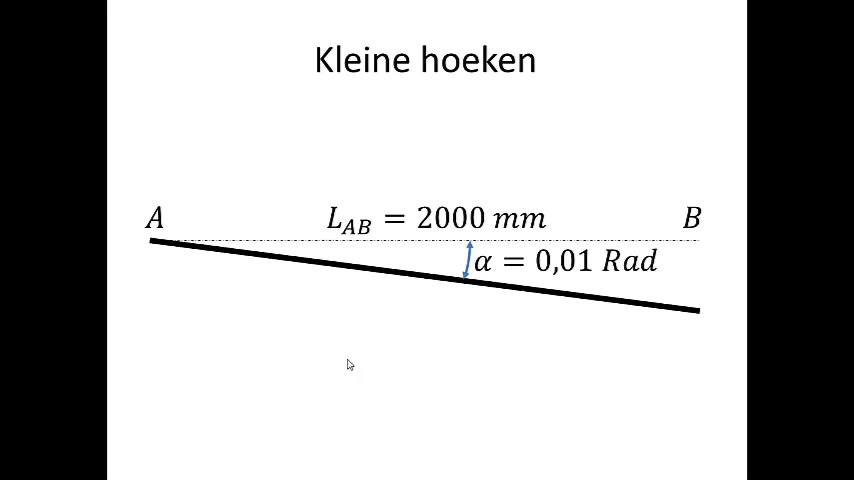 Kleine hoeken
A L_AB = 2000 mm B
α = 0,01 Rad